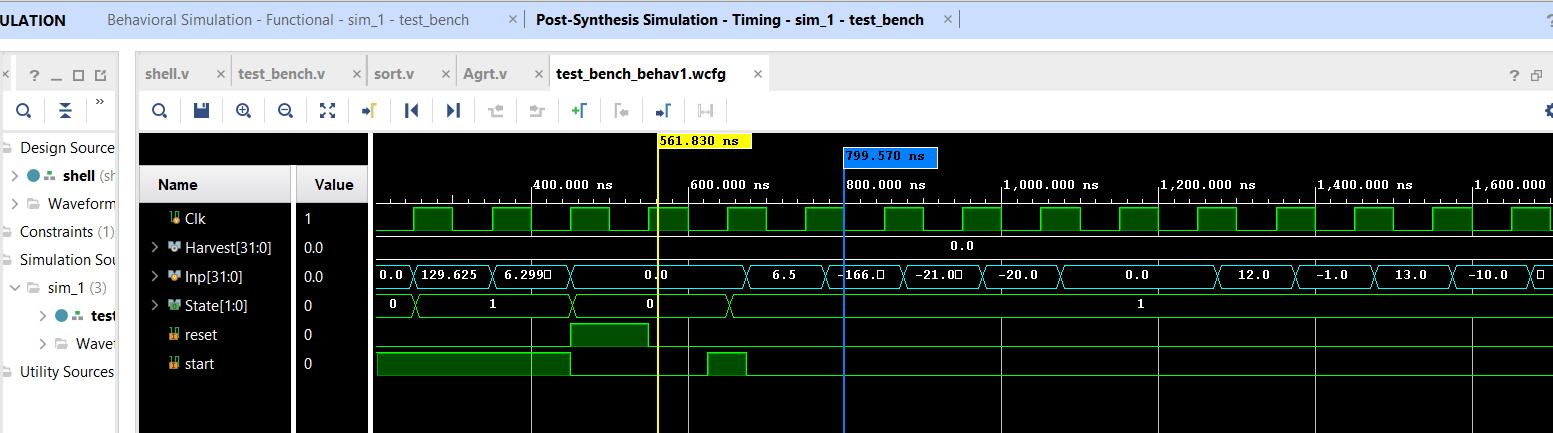 ULATION Behavioral Simulation - Functional - sim_1 - test_bench × Post-Synthesis Simulation - Timing - sim_1 - test_bench × ?
× ? _ shell.v × test_bench.v × sort.v × Agrt.v × test_bench_behav1.wcfg × ?
»
561.830 ns
Design Source
799.570 ns
shell (sh
Name Value 400.000 ns 600.000 ns 800.000 ns 1,000.000 ns 1,200.000 ns 1,400.000 ns 1,600.000
Waveform
Clk 1
Constraints (1)
Harvest[31:0] 0.0 0.0
Simulation Sou
Inp[31:0] 0.0 0.0 129.625 6.299□ 0.0 6.5 -166.□ -21.0□ -20.0 0.0 12.0 -1.0 13.0 -10.0 □
sim_1 (3)
State[1:0] 0 0 1 0 1
test
reset 0
Wavef
start 0
Utility Sources